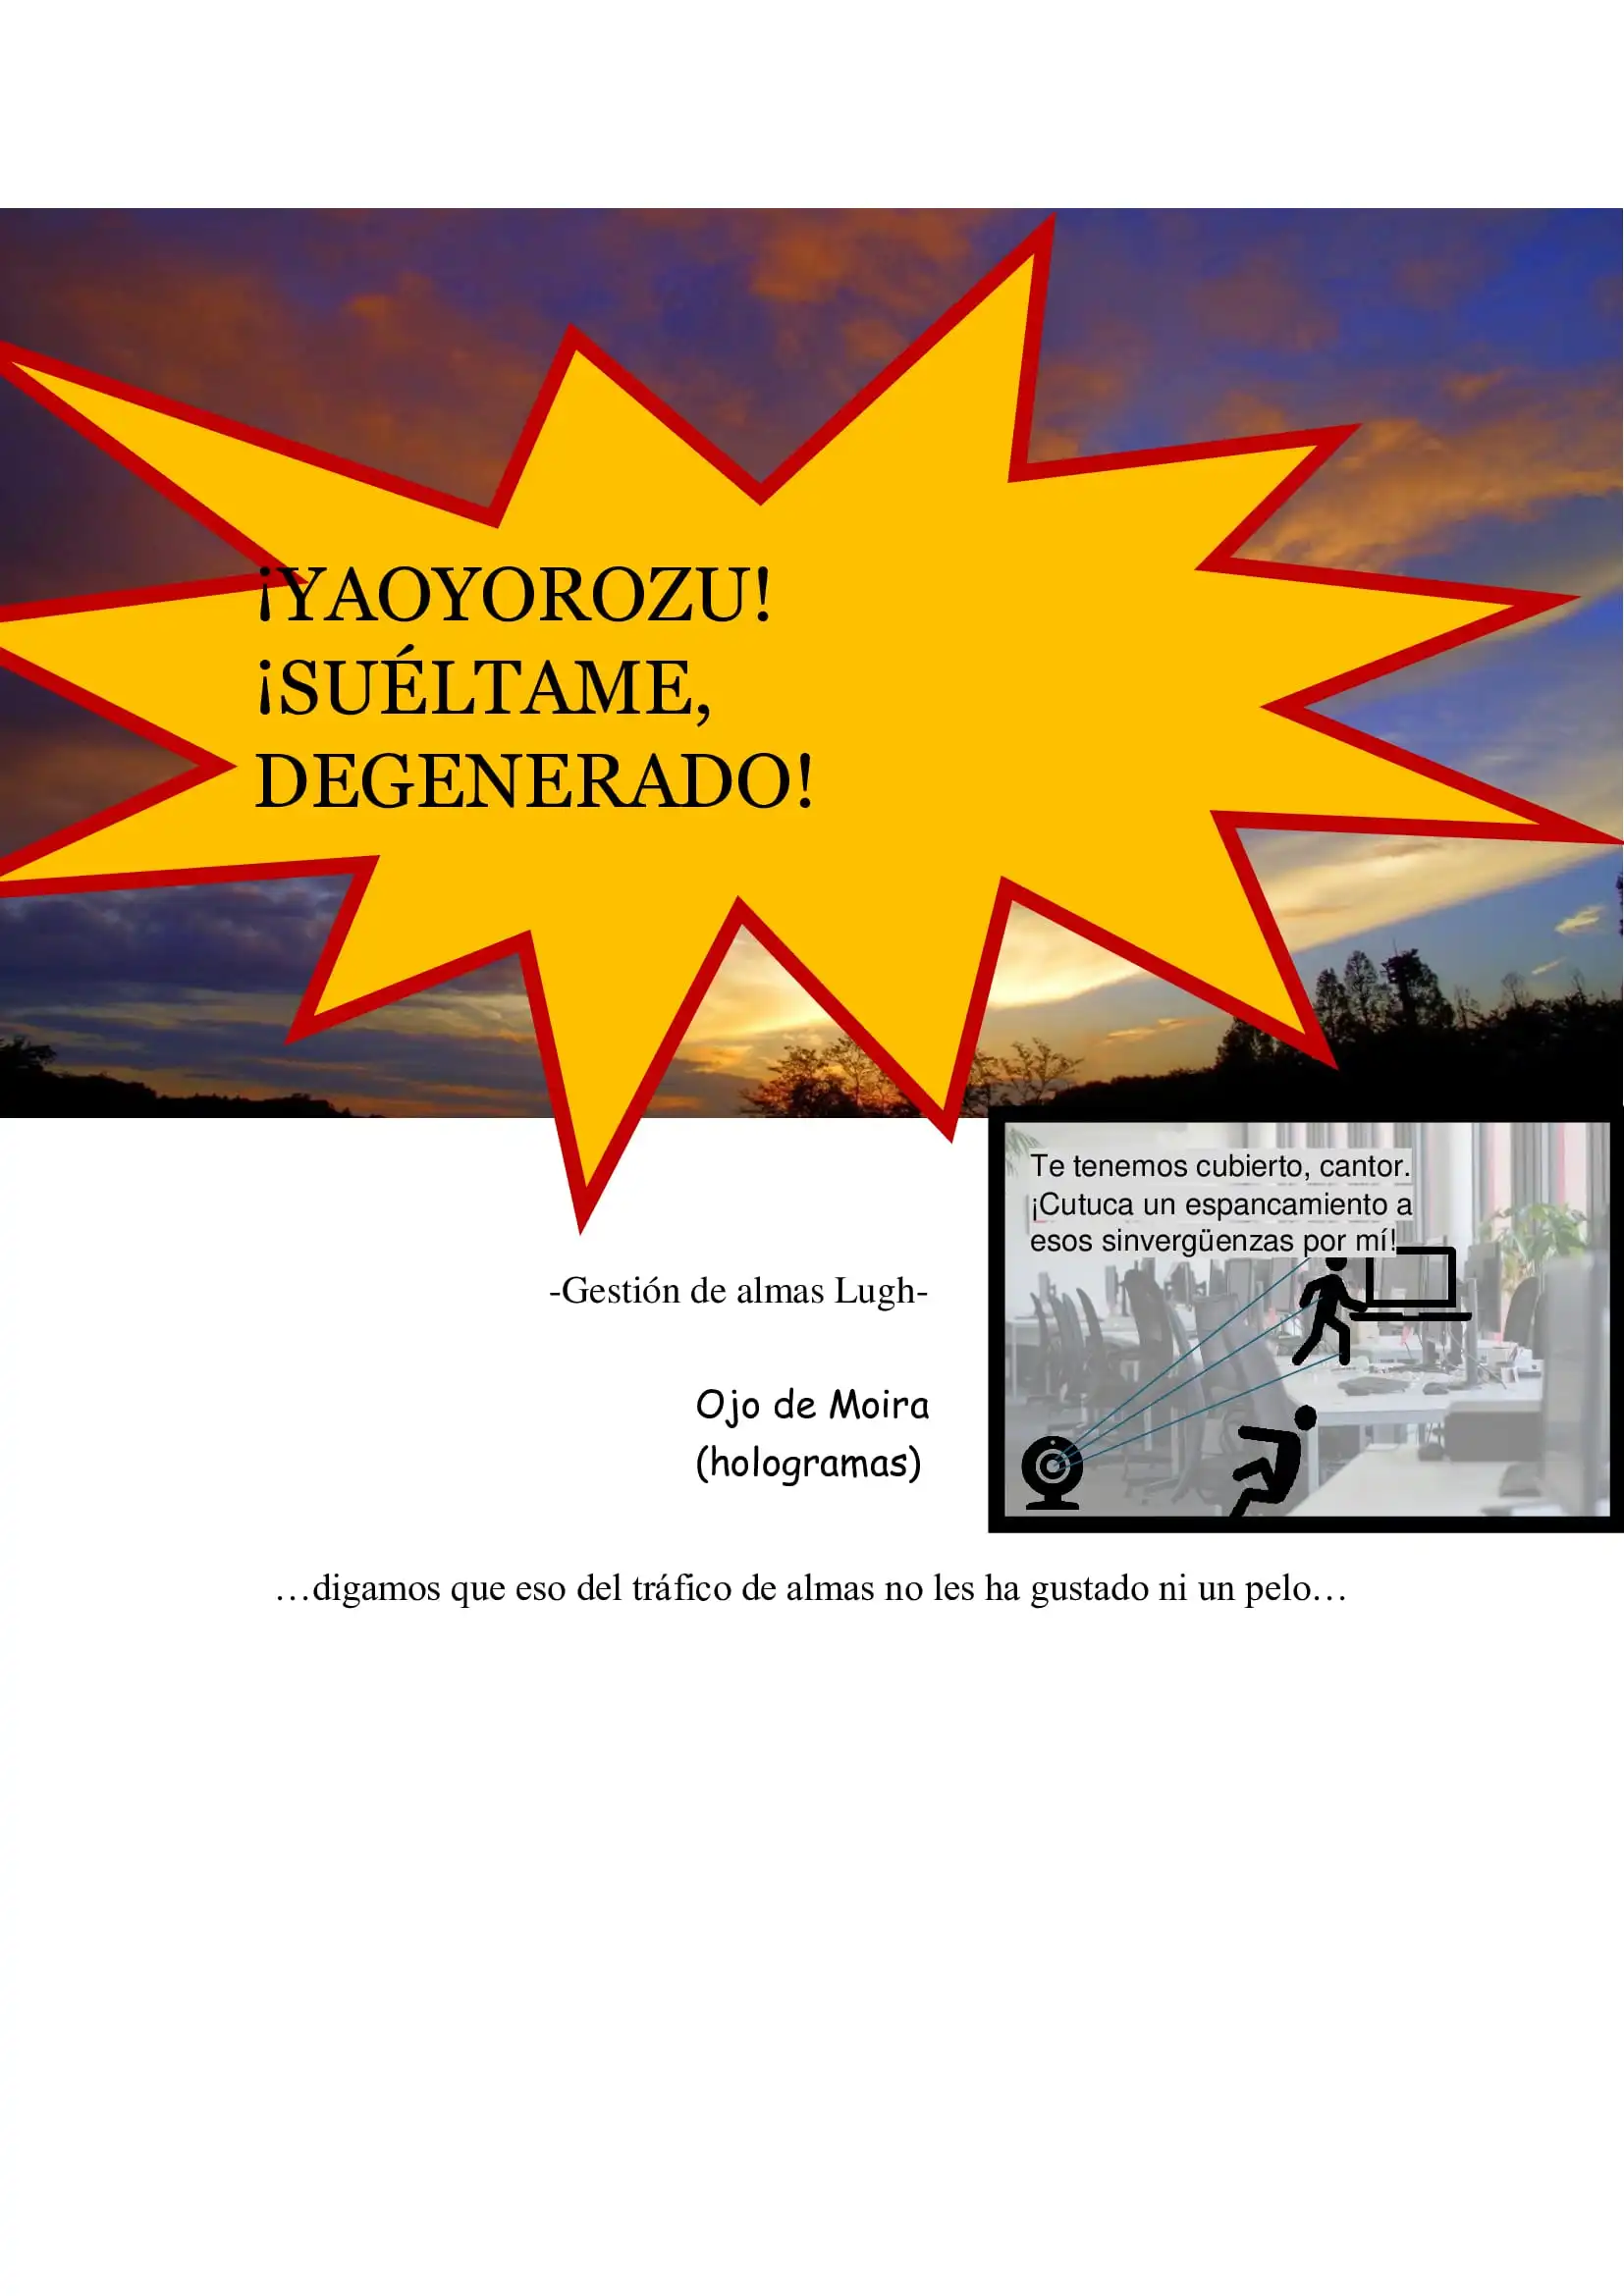 ¡YAOYOROZU!
¡SUÉLTAME,
DEGENERADO!
Te tenemos cubierto, cantor.
¡Cutuca un espancamiento a
esos sinvergüenzas por mí!
-Gestión de almas Lugh-
Ojo de Moira
(hologramas)
…digamos que eso del tráfico de almas no les ha gustado ni un pelo…